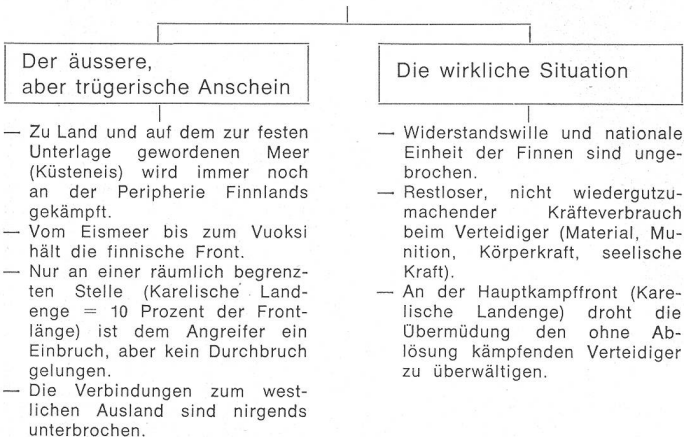 Der äussere,
aber trügerische Anschein
— Zu Land und auf dem zur festen
Unterlage gewordenen Meer
(Küsteneis) wird immer noch
an der Peripherie Finnlands
gekämpft.
— Vom Eismeer bis zum Vuoksi
hält die finnische Front.
— Nur an einer räumlich begrenz-
ten Stelle (Karelische Land-
enge = 10 Prozent der Front-
länge) ist dem Angreifer ein
Einbruch, aber kein Durchbruch
gelungen.
— Die Verbindungen zum west-
lichen Ausland sind nirgends
unterbrochen.
Die wirkliche Situation
— Widerstandswille und nationale
Einheit der Finnen sind unge-
brochen.
— Restloser, nicht wiedergutzu-
machender Kräfteverbrauch
beim Verteidiger (Material, Mu-
nition, Körperkraft, seelische
Kraft).
— An der Hauptkampffront (Kare-
lische Landenge) droht die
Übermüdung den ohne Ab-
lösung kämpfenden Verteidiger
zu überwältigen.